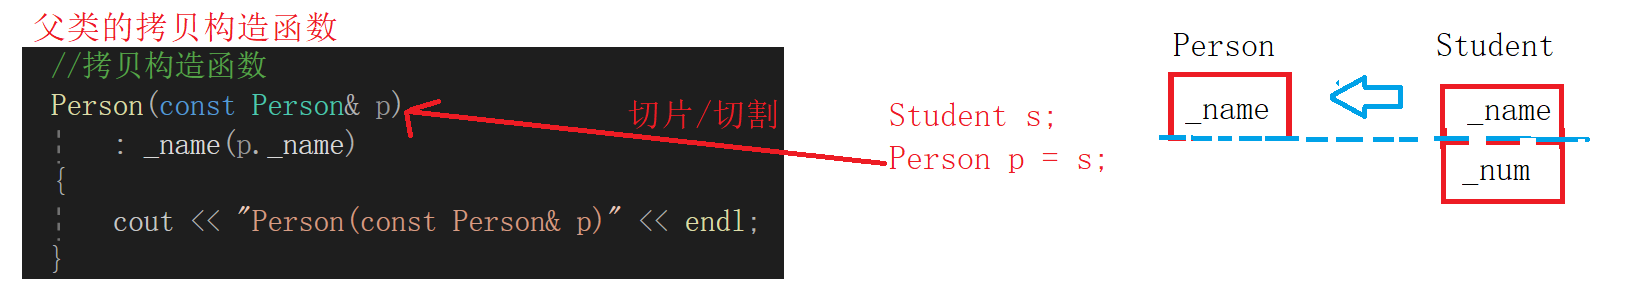 父类的拷贝构造函数
//拷贝构造函数
Person(const Person& p)
: _name(p._name)
{
cout << "Person(const Person& p)" << endl;
}
切片/切割
Student s;
Person p = s;
Person
_name
Student
_name
_num